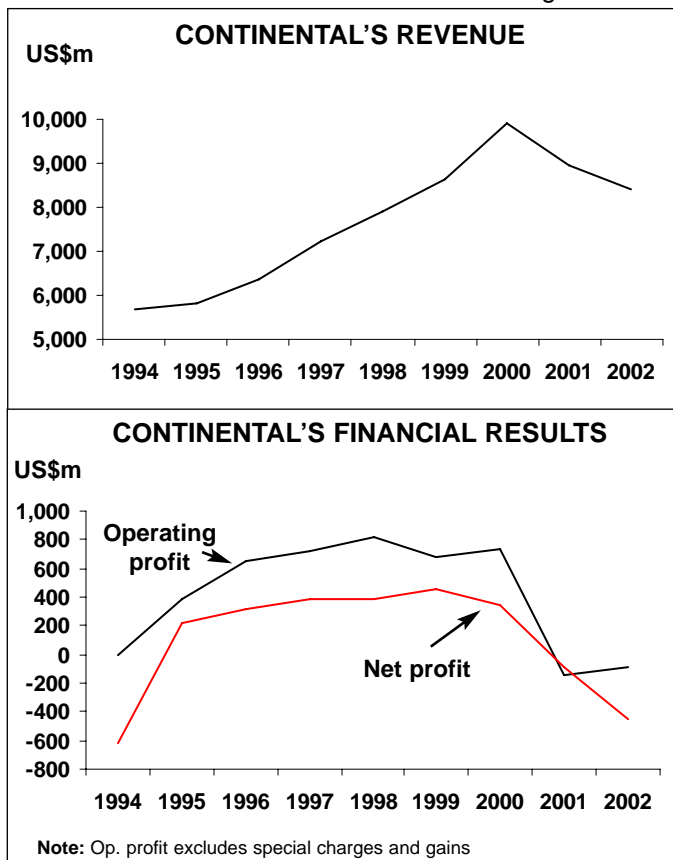 CONTINENTAL'S REVENUE
US$m
10,000
9,000
8,000
7,000
6,000
5,000
1994 1995 1996 1997 1998 1999 2000 2001 2002
CONTINENTAL'S FINANCIAL RESULTS
US$m
1,000
800
600
400
200
0
-200
-400
-600
-800
Operating
profit
Net profit
1994 1995 1996 1997 1998 1999 2000 2001 2002
Note: Op. profit excludes special charges and gains